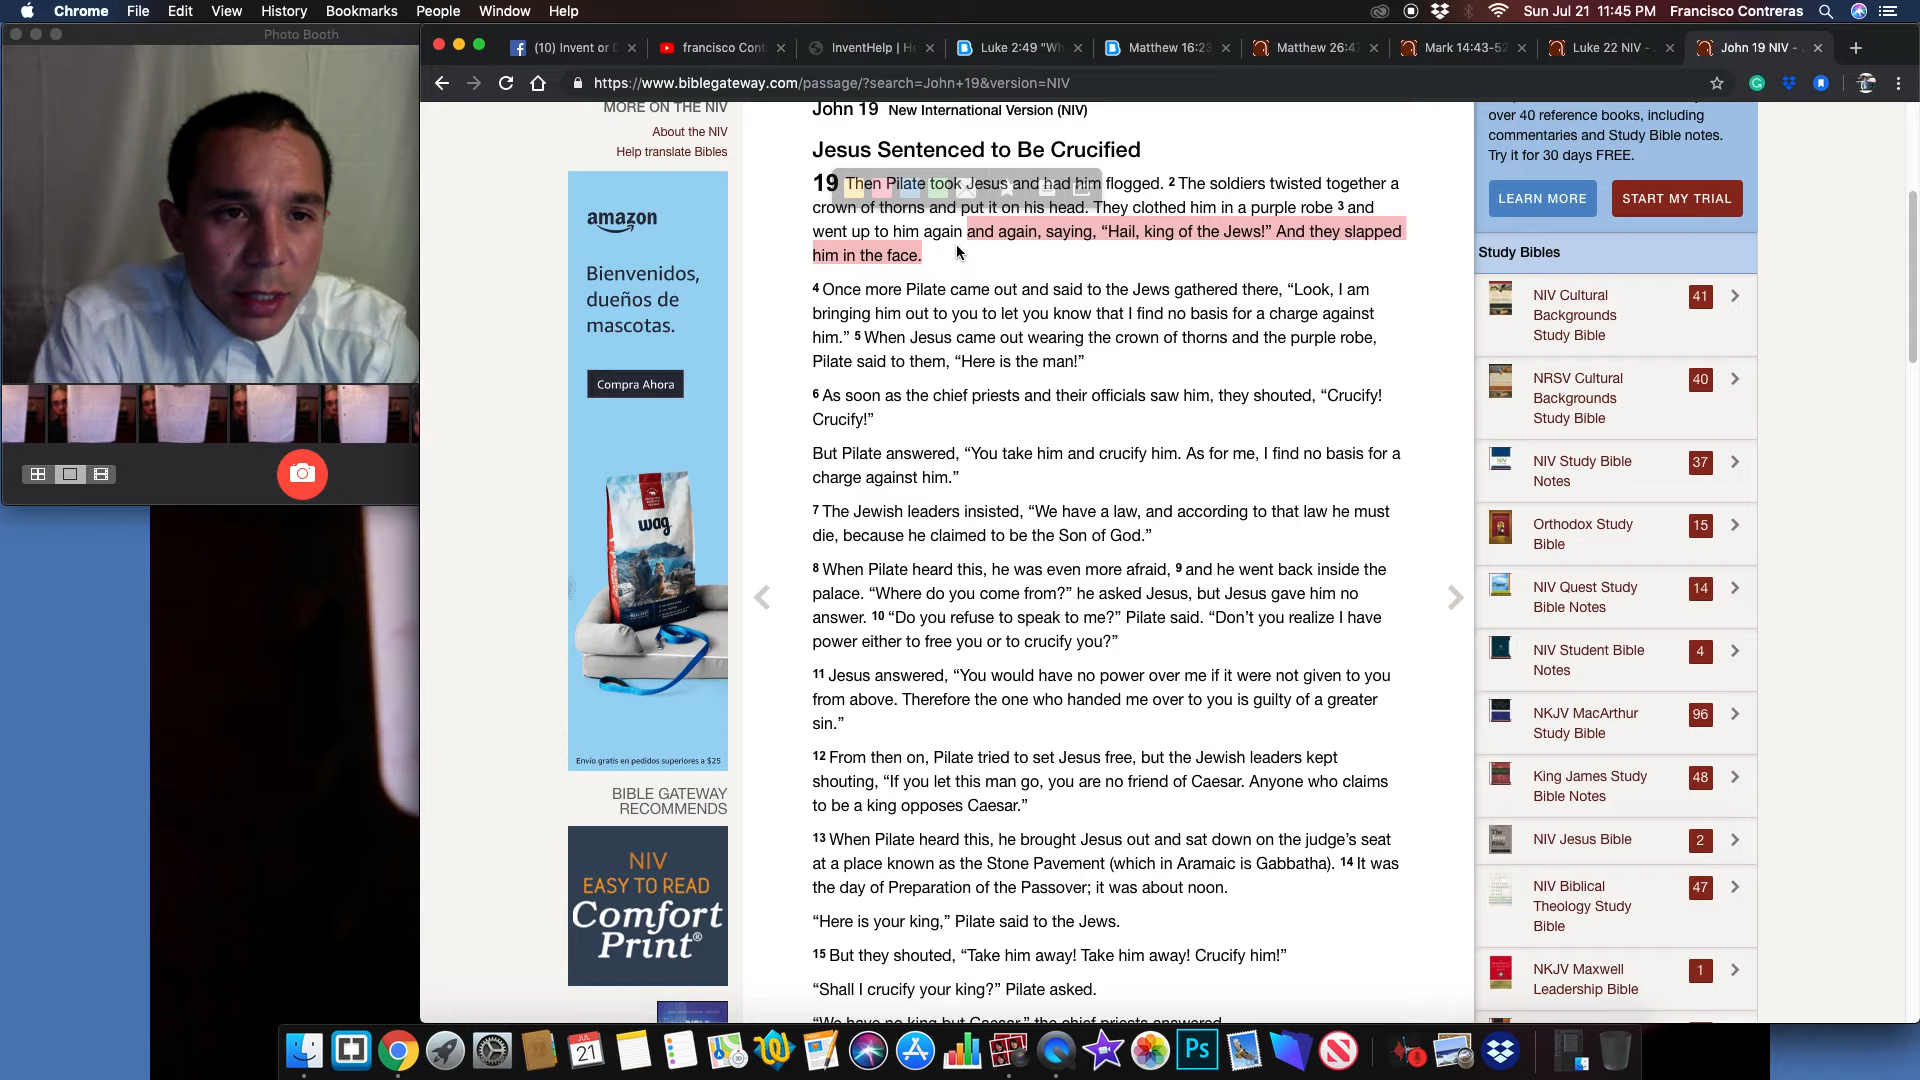 Chrome File Edit View History Bookmarks People Window Help
Sun Jul 21 11:45 PM Francisco Contreras
Photo Booth
(10) Invent or D
francisco Cont
InventHelp | He
Luke 2:49 "Wh
Matthew 16:23
Matthew 26:47
Mark 14:43-52
Luke 22 NIV -
John 19 NIV -
https://www.biblegateway.com/passage/?search=John+19&version=NIV
MORE ON THE NIV
About the NIV
Help translate Bibles
amazon
Bienvenidos,
dueños de
mascotas.
Compra Ahora
wag
Envío gratis en pedidos superiores a $25
BIBLE GATEWAY
RECOMMENDS
NIV
EASY TO READ
Comfort
Print®
John 19 New International Version (NIV)
Jesus Sentenced to Be Crucified
19 Then Pilate took Jesus and had him flogged. 2 The soldiers twisted together a
crown of thorns and put it on his head. They clothed him in a purple robe 3 and
went up to him again and again, saying, “Hail, king of the Jews!” And they slapped
him in the face.
4 Once more Pilate came out and said to the Jews gathered there, “Look, I am
bringing him out to you to let you know that I find no basis for a charge against
him.” 5 When Jesus came out wearing the crown of thorns and the purple robe,
Pilate said to them, “Here is the man!”
6 As soon as the chief priests and their officials saw him, they shouted, “Crucify!
Crucify!”
But Pilate answered, “You take him and crucify him. As for me, I find no basis for a
charge against him.”
7 The Jewish leaders insisted, “We have a law, and according to that law he must
die, because he claimed to be the Son of God.”
8 When Pilate heard this, he was even more afraid, 9 and he went back inside the
palace. “Where do you come from?” he asked Jesus, but Jesus gave him no
answer. 10 “Do you refuse to speak to me?” Pilate said. “Don’t you realize I have
power either to free you or to crucify you?”
11 Jesus answered, “You would have no power over me if it were not given to you
from above. Therefore the one who handed me over to you is guilty of a greater
sin.”
12 From then on, Pilate tried to set Jesus free, but the Jewish leaders kept
shouting, “If you let this man go, you are no friend of Caesar. Anyone who claims
to be a king opposes Caesar.”
13 When Pilate heard this, he brought Jesus out and sat down on the judge’s seat
at a place known as the Stone Pavement (which in Aramaic is Gabbatha). 14 It was
the day of Preparation of the Passover; it was about noon.
“Here is your king,” Pilate said to the Jews.
15 But they shouted, “Take him away! Take him away! Crucify him!”
“Shall I crucify your king?” Pilate asked.
“We have no king but Caesar,” the chief priests answered.
over 40 reference books, including
commentaries and Study Bible notes.
Try it for 30 days FREE.
LEARN MORE
START MY TRIAL
Study Bibles
NIV Cultural
Backgrounds
Study Bible
41
NRSV Cultural
Backgrounds
Study Bible
40
NIV Study Bible
Notes
37
Orthodox Study
Bible
15
NIV Quest Study
Bible Notes
14
NIV Student Bible
Notes
4
NKJV MacArthur
Study Bible
96
King James Study
Bible Notes
48
NIV Jesus Bible
2
NIV Biblical
Theology Study
Bible
47
NKJV Maxwell
Leadership Bible
1
JUL
21
Ps